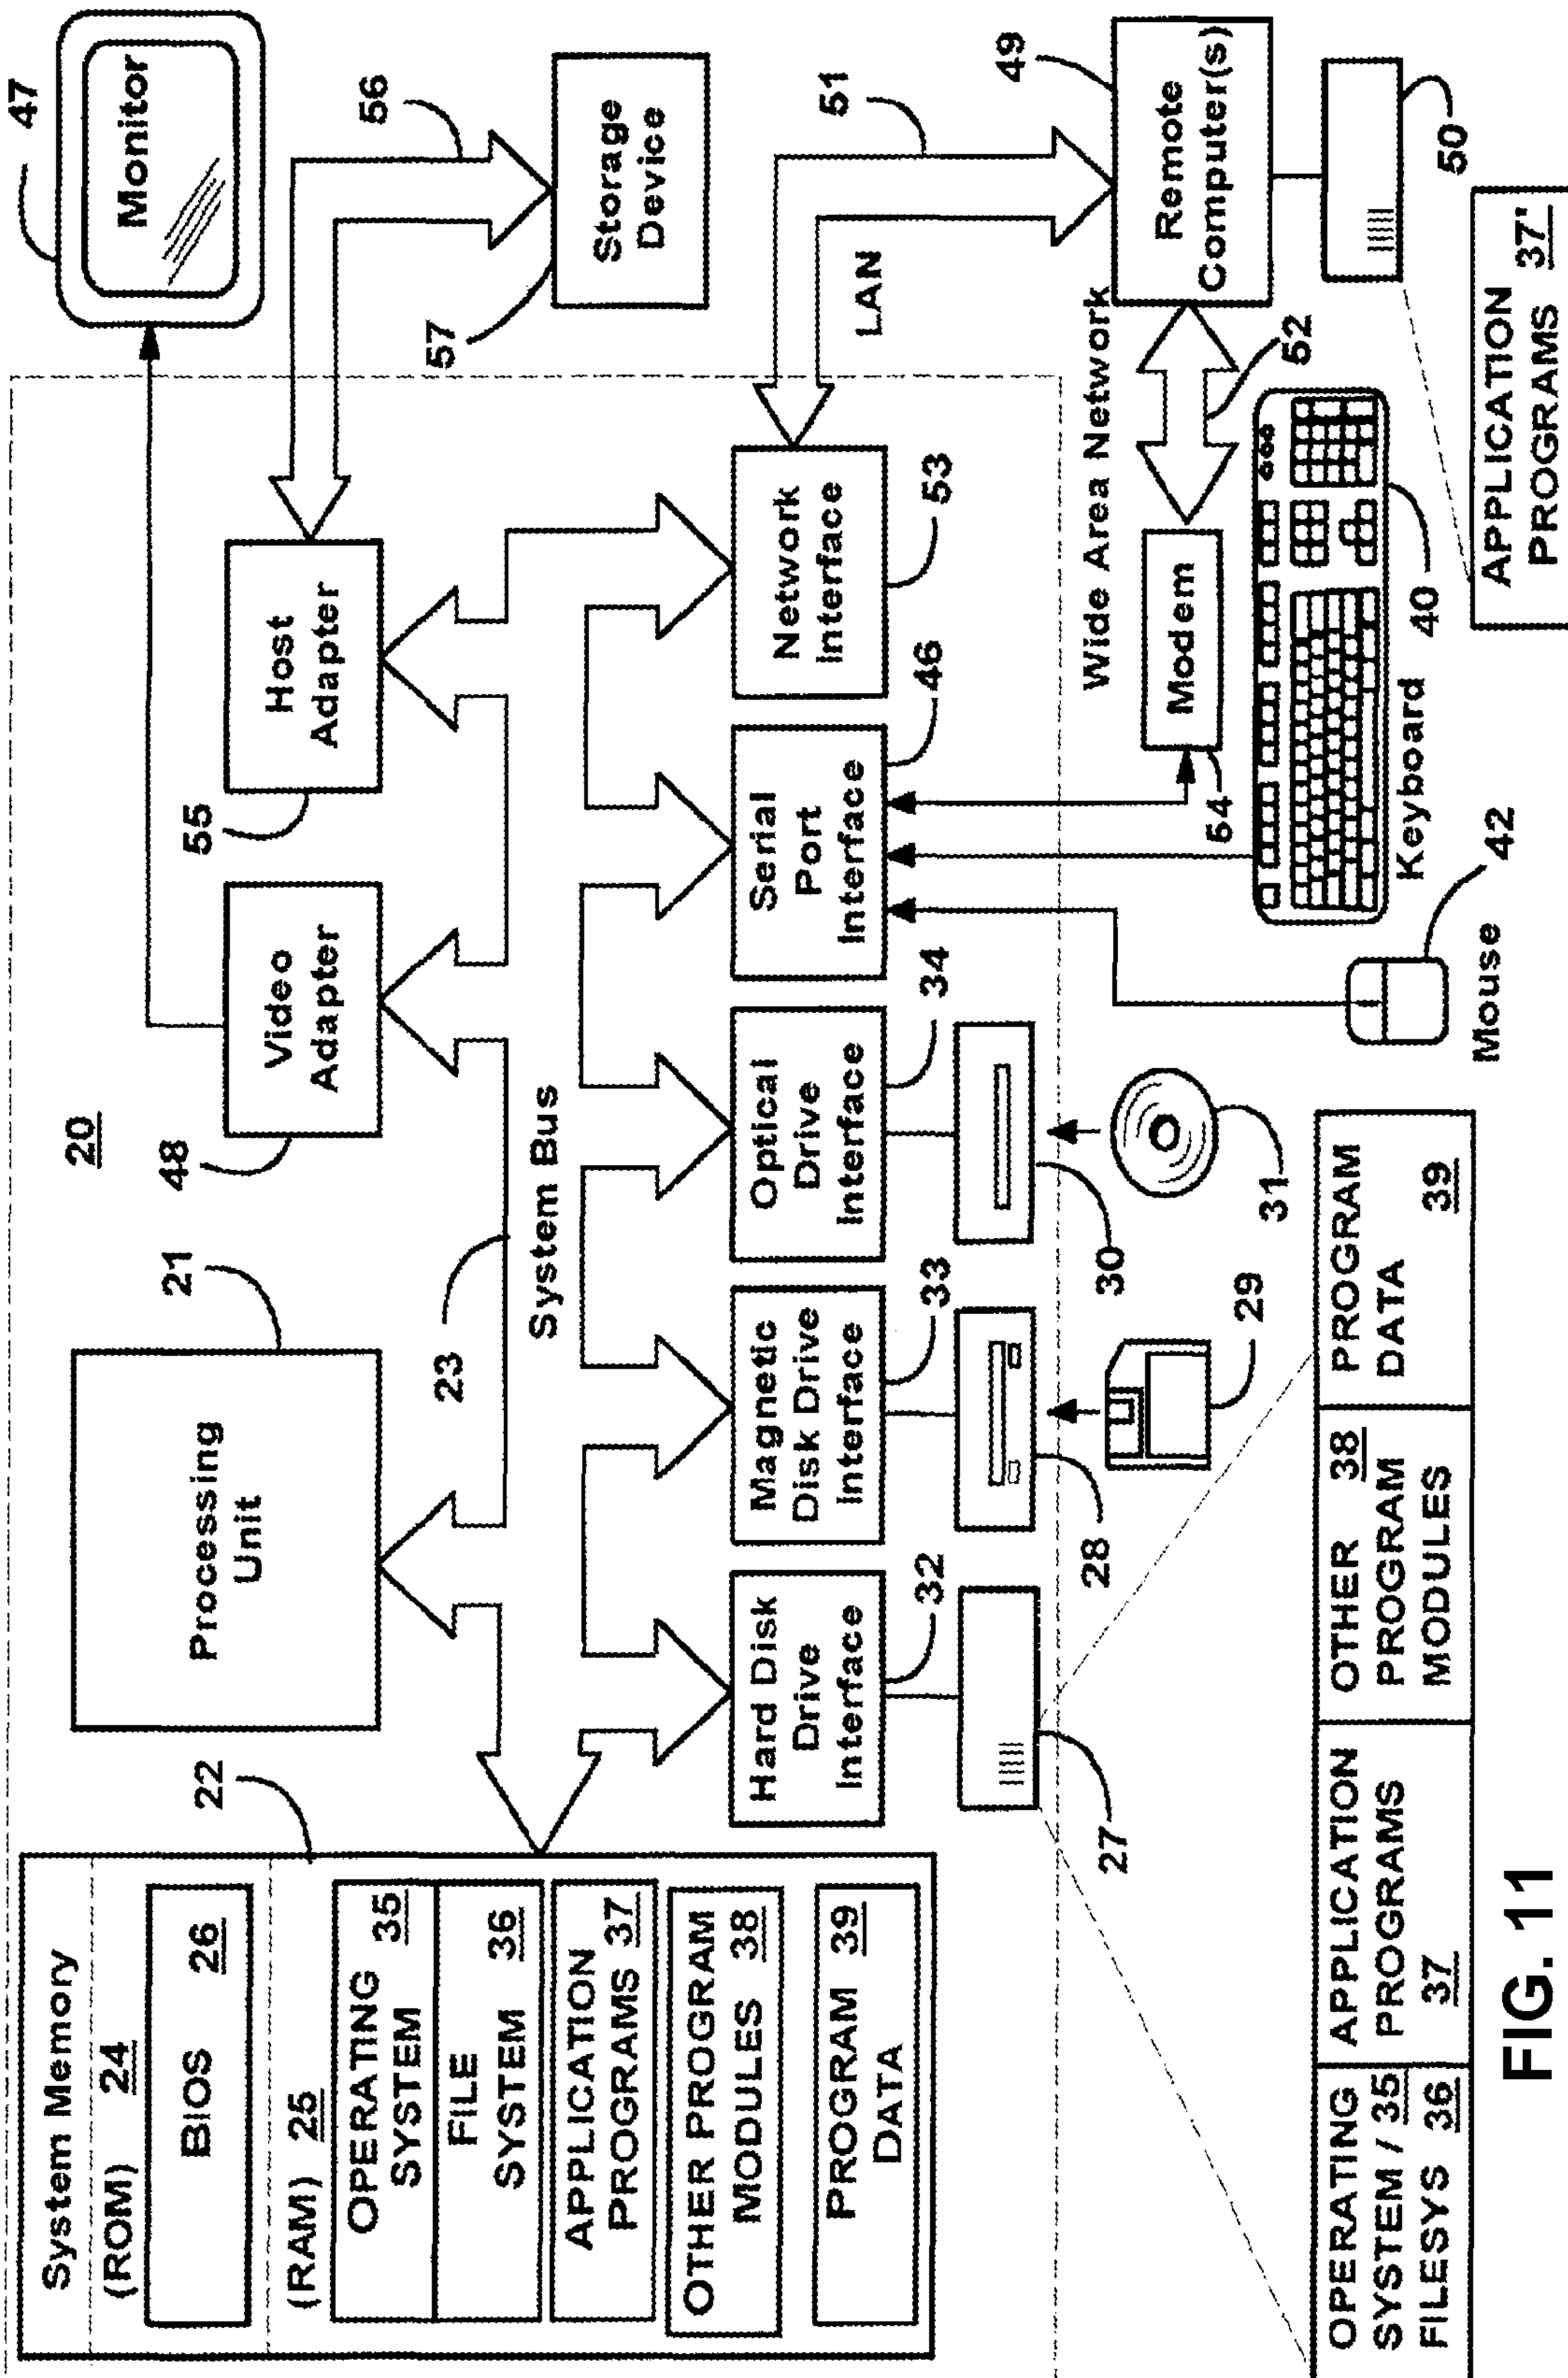 System Memory
(ROM) 24
BIOS 26
(RAM) 25
OPERATING
SYSTEM 35
FILE
SYSTEM 36
APPLICATION
PROGRAMS 37
OTHER PROGRAM
MODULES 38
PROGRAM 39
DATA
22
Processing
Unit
21
20
48
Video
Adapter
55
Host
Adapter
47
Monitor
56
57
Storage
Device
23
System Bus
Hard Disk
Drive
Interface
32
Magnetic
Disk Drive
Interface
33
Optical
Drive
Interface
34
Serial
Port
Interface
46
Network
Interface
53
LAN
51
49
Remote
Computer(s)
50
Wide Area Network
52
Modem
54
27
28
29
30
31
Mouse
42
Keyboard
40
APPLICATION
PROGRAMS 37'
OPERATING
SYSTEM / 35
FILESYS 36
APPLICATION
PROGRAMS
37
OTHER 38
PROGRAM
MODULES
PROGRAM
DATA
39
FIG. 11